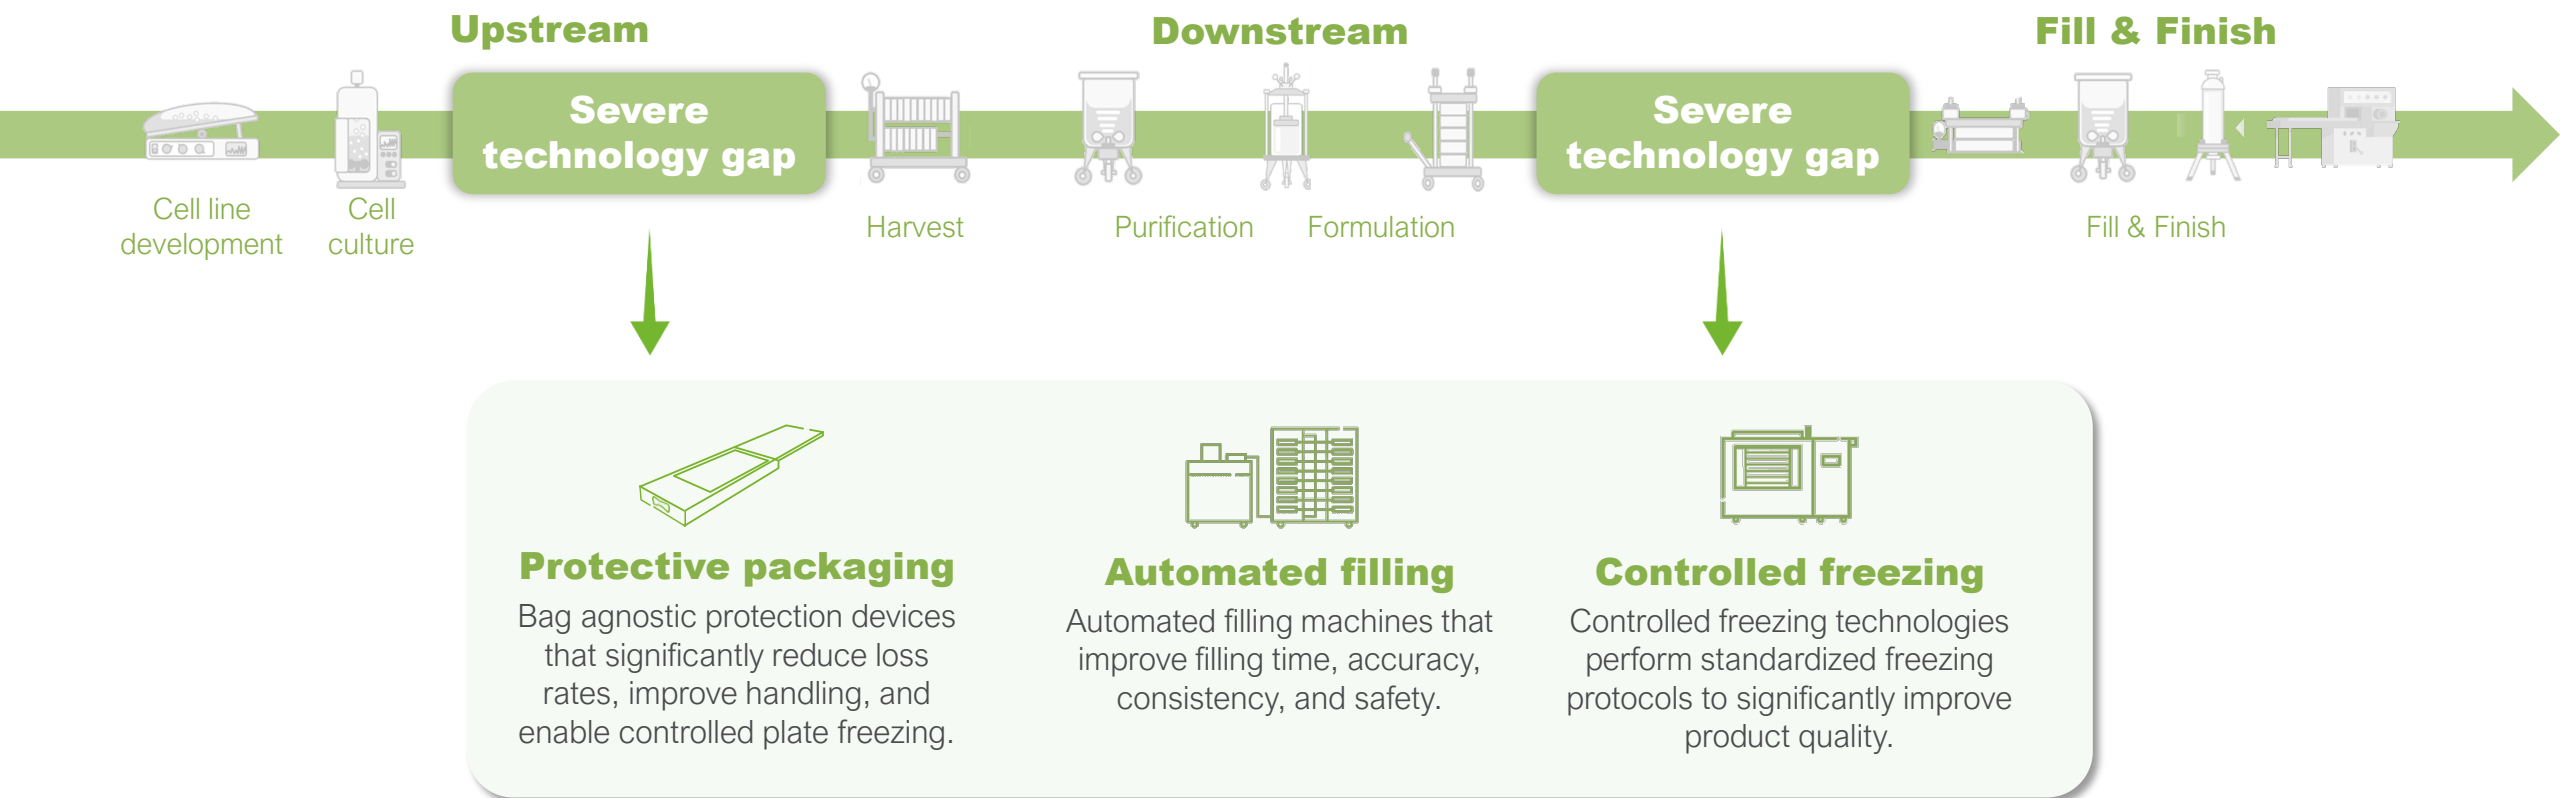 Upstream
Downstream
Fill & Finish
Severe
technology gap
Severe
technology gap
Cell line
development
Cell
culture
Harvest
Purification
Formulation
Fill & Finish
Protective packaging
Bag agnostic protection devices
that significantly reduce loss
rates, improve handling, and
enable controlled plate freezing.
Automated filling
Automated filling machines that
improve filling time, accuracy,
consistency, and safety.
Controlled freezing
Controlled freezing technologies
perform standardized freezing
protocols to significantly improve
product quality.